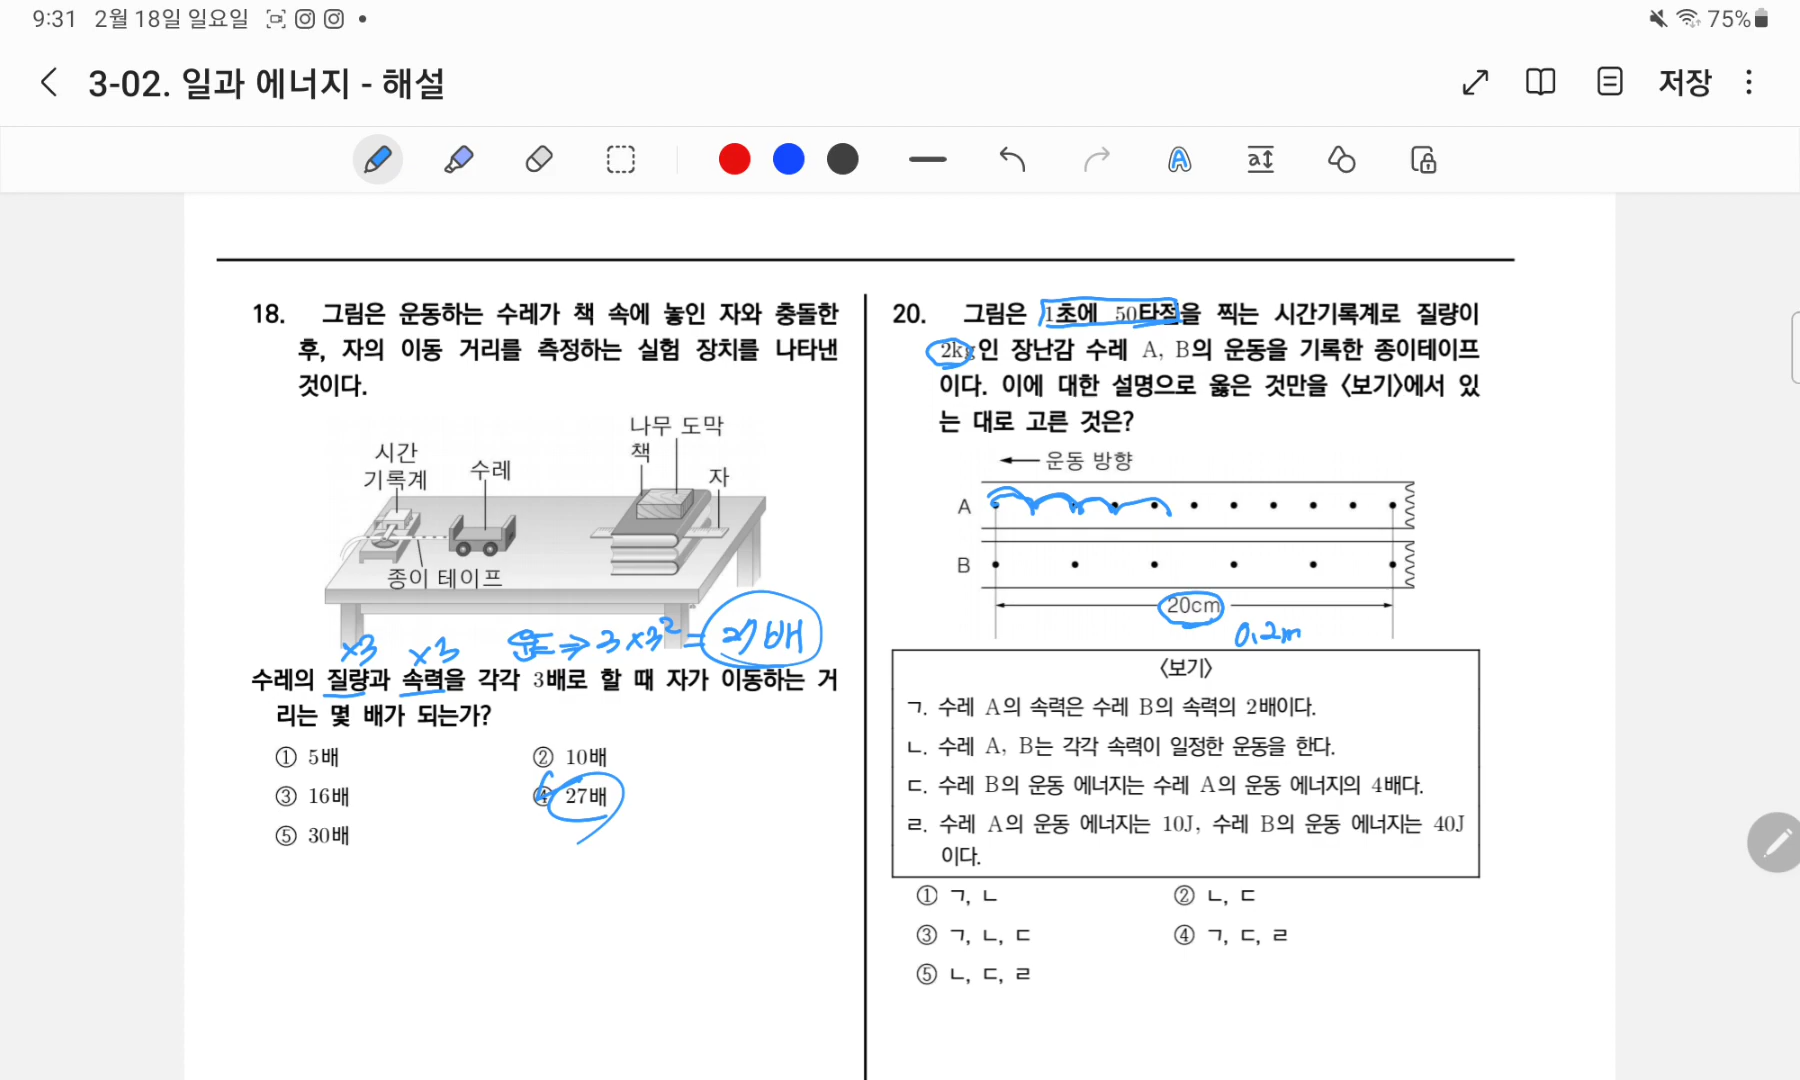 9:31 2월 18일 일요일
75%
3-02. 일과 에너지 - 해설
저장
18. 그림은 운동하는 수레가 책 속에 놓인 자와 충돌한
후, 자의 이동 거리를 측정하는 실험 장치를 나타낸
것이다.
나무 도막
책
시간
기록계
수레
자
종이 테이프
×3 ×3 운E ⇒ 3×3² = 27배
수레의 질량과 속력을 각각 3배로 할 때 자가 이동하는 거
리는 몇 배가 되는가?
① 5배 ② 10배
③ 16배 ④ 27배
⑤ 30배
20. 그림은 1초에 50타점을 찍는 시간기록계로 질량이
2kg인 장난감 수레 A, B의 운동을 기록한 종이테이프
이다. 이에 대한 설명으로 옳은 것만을 〈보기〉에서 있
는 대로 고른 것은?
운동 방향
A
B
20cm
0.2m
〈보기〉
ㄱ. 수레 A의 속력은 수레 B의 속력의 2배이다.
ㄴ. 수레 A, B는 각각 속력이 일정한 운동을 한다.
ㄷ. 수레 B의 운동 에너지는 수레 A의 운동 에너지의 4배다.
ㄹ. 수레 A의 운동 에너지는 10J, 수레 B의 운동 에너지는 40J
이다.
① ㄱ, ㄴ ② ㄴ, ㄷ
③ ㄱ, ㄴ, ㄷ ④ ㄱ, ㄷ, ㄹ
⑤ ㄴ, ㄷ, ㄹ